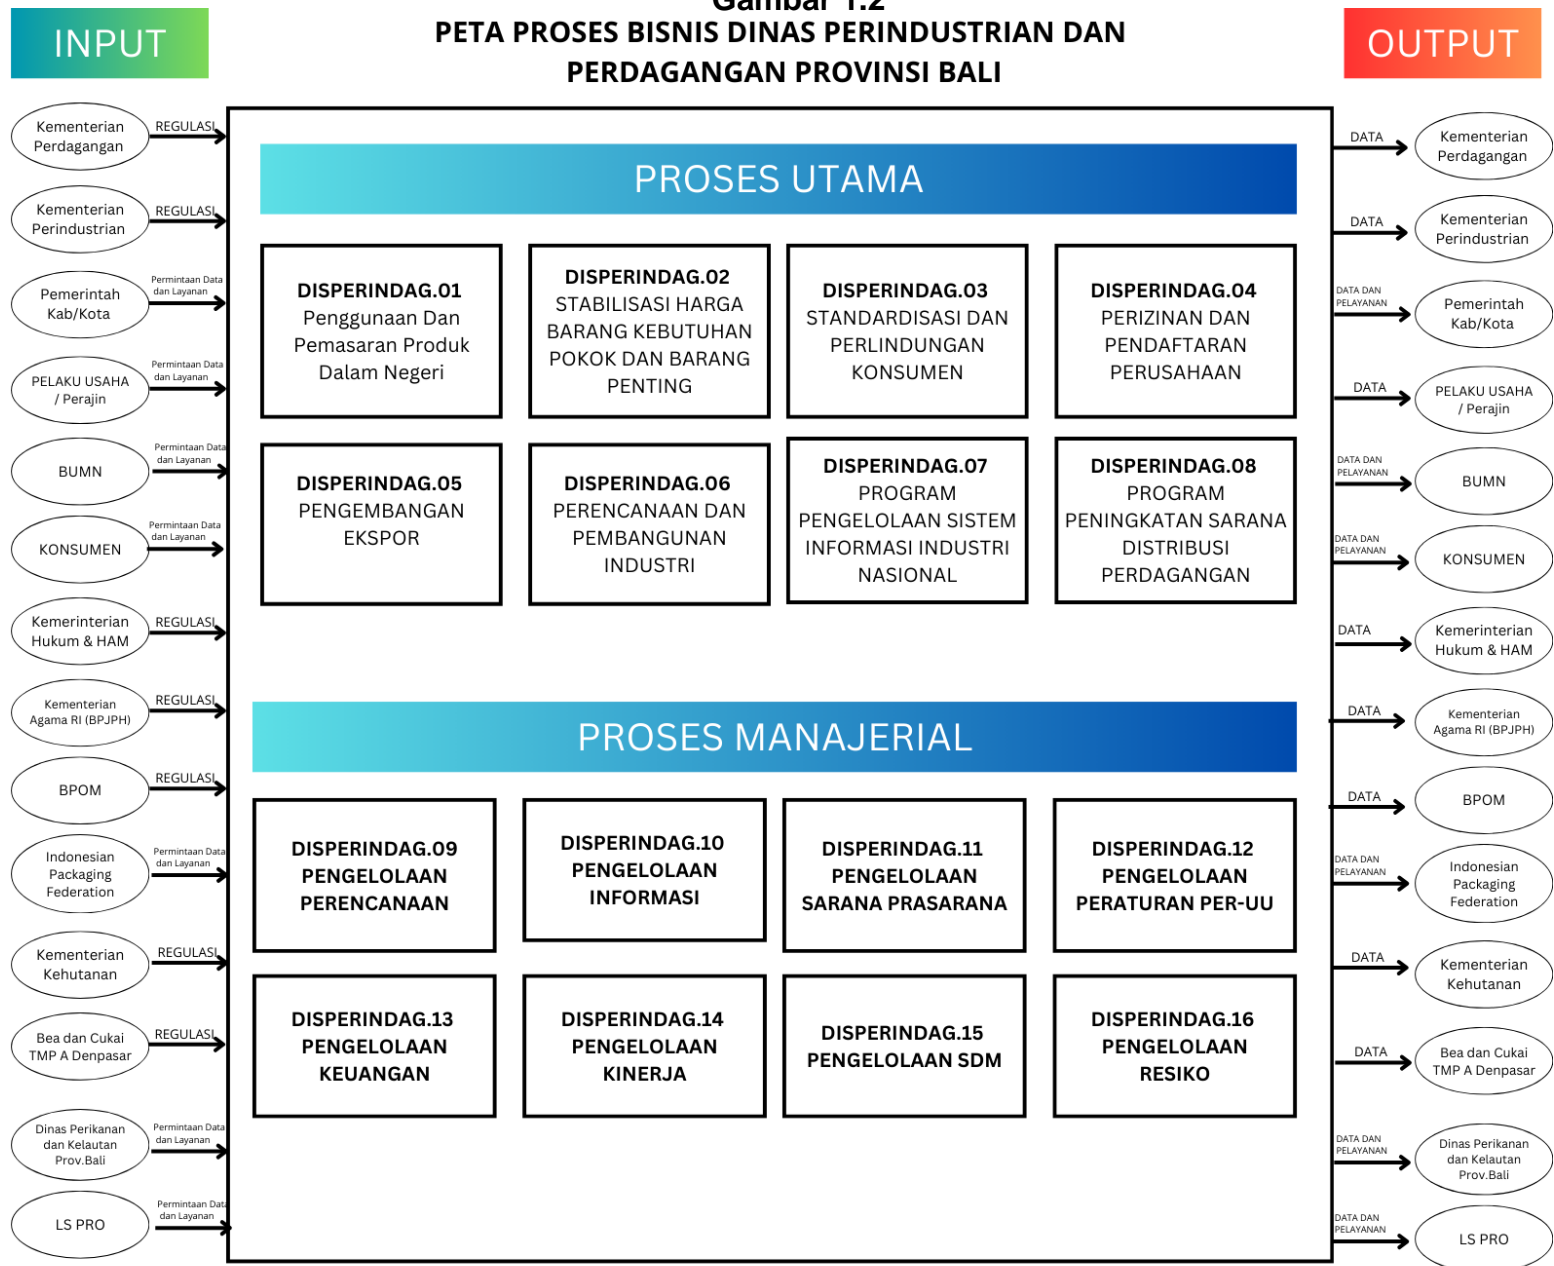 Gambar 1.2
PETA PROSES BISNIS DINAS PERINDUSTRIAN DAN
PERDAGANGAN PROVINSI BALI
INPUT
OUTPUT
Kementerian
Perdagangan
REGULASI
Kementerian
Perindustrian
REGULASI
Pemerintah
Kab/Kota
Permintaan Data
dan Layanan
PELAKU USAHA
/ Perajin
Permintaan Data
dan Layanan
BUMN
Permintaan Data
dan Layanan
KONSUMEN
Permintaan Data
dan Layanan
Kemerinterian
Hukum & HAM
REGULASI
Kementerian
Agama RI (BPJPH)
REGULASI
BPOM
REGULASI
Indonesian
Packaging
Federation
Permintaan Data
dan Layanan
Kementerian
Kehutanan
REGULASI
Bea dan Cukai
TMP A Denpasar
REGULASI
Dinas Perikanan
dan Kelautan
Prov.Bali
Permintaan Data
dan Layanan
LS PRO
Permintaan Data
dan Layanan
PROSES UTAMA
DISPERINDAG.01
Penggunaan Dan
Pemasaran Produk
Dalam Negeri
DISPERINDAG.02
STABILISASI HARGA
BARANG KEBUTUHAN
POKOK DAN BARANG
PENTING
DISPERINDAG.03
STANDARDISASI DAN
PERLINDUNGAN
KONSUMEN
DISPERINDAG.04
PERIZINAN DAN
PENDAFTARAN
PERUSAHAAN
DISPERINDAG.05
PENGEMBANGAN
EKSPOR
DISPERINDAG.06
PERENCANAAN DAN
PEMBANGUNAN
INDUSTRI
DISPERINDAG.07
PROGRAM
PENGELOLAAN SISTEM
INFORMASI INDUSTRI
NASIONAL
DISPERINDAG.08
PROGRAM
PENINGKATAN SARANA
DISTRIBUSI
PERDAGANGAN
PROSES MANAJERIAL
DISPERINDAG.09
PENGELOLAAN
PERENCANAAN
DISPERINDAG.10
PENGELOLAAN
INFORMASI
DISPERINDAG.11
PENGELOLAAN
SARANA PRASARANA
DISPERINDAG.12
PENGELOLAAN
PERATURAN PER-UU
DISPERINDAG.13
PENGELOLAAN
KEUANGAN
DISPERINDAG.14
PENGELOLAAN
KINERJA
DISPERINDAG.15
PENGELOLAAN SDM
DISPERINDAG.16
PENGELOLAAN
RESIKO
DATA
Kementerian
Perdagangan
DATA
Kementerian
Perindustrian
DATA DAN
PELAYANAN
Pemerintah
Kab/Kota
DATA
PELAKU USAHA
/ Perajin
DATA DAN
PELAYANAN
BUMN
DATA DAN
PELAYANAN
KONSUMEN
DATA
Kemerinterian
Hukum & HAM
DATA
Kementerian
Agama RI (BPJPH)
DATA
BPOM
DATA DAN
PELAYANAN
Indonesian
Packaging
Federation
DATA
Kementerian
Kehutanan
DATA
Bea dan Cukai
TMP A Denpasar
DATA DAN
PELAYANAN
Dinas Perikanan
dan Kelautan
Prov.Bali
DATA DAN
PELAYANAN
LS PRO